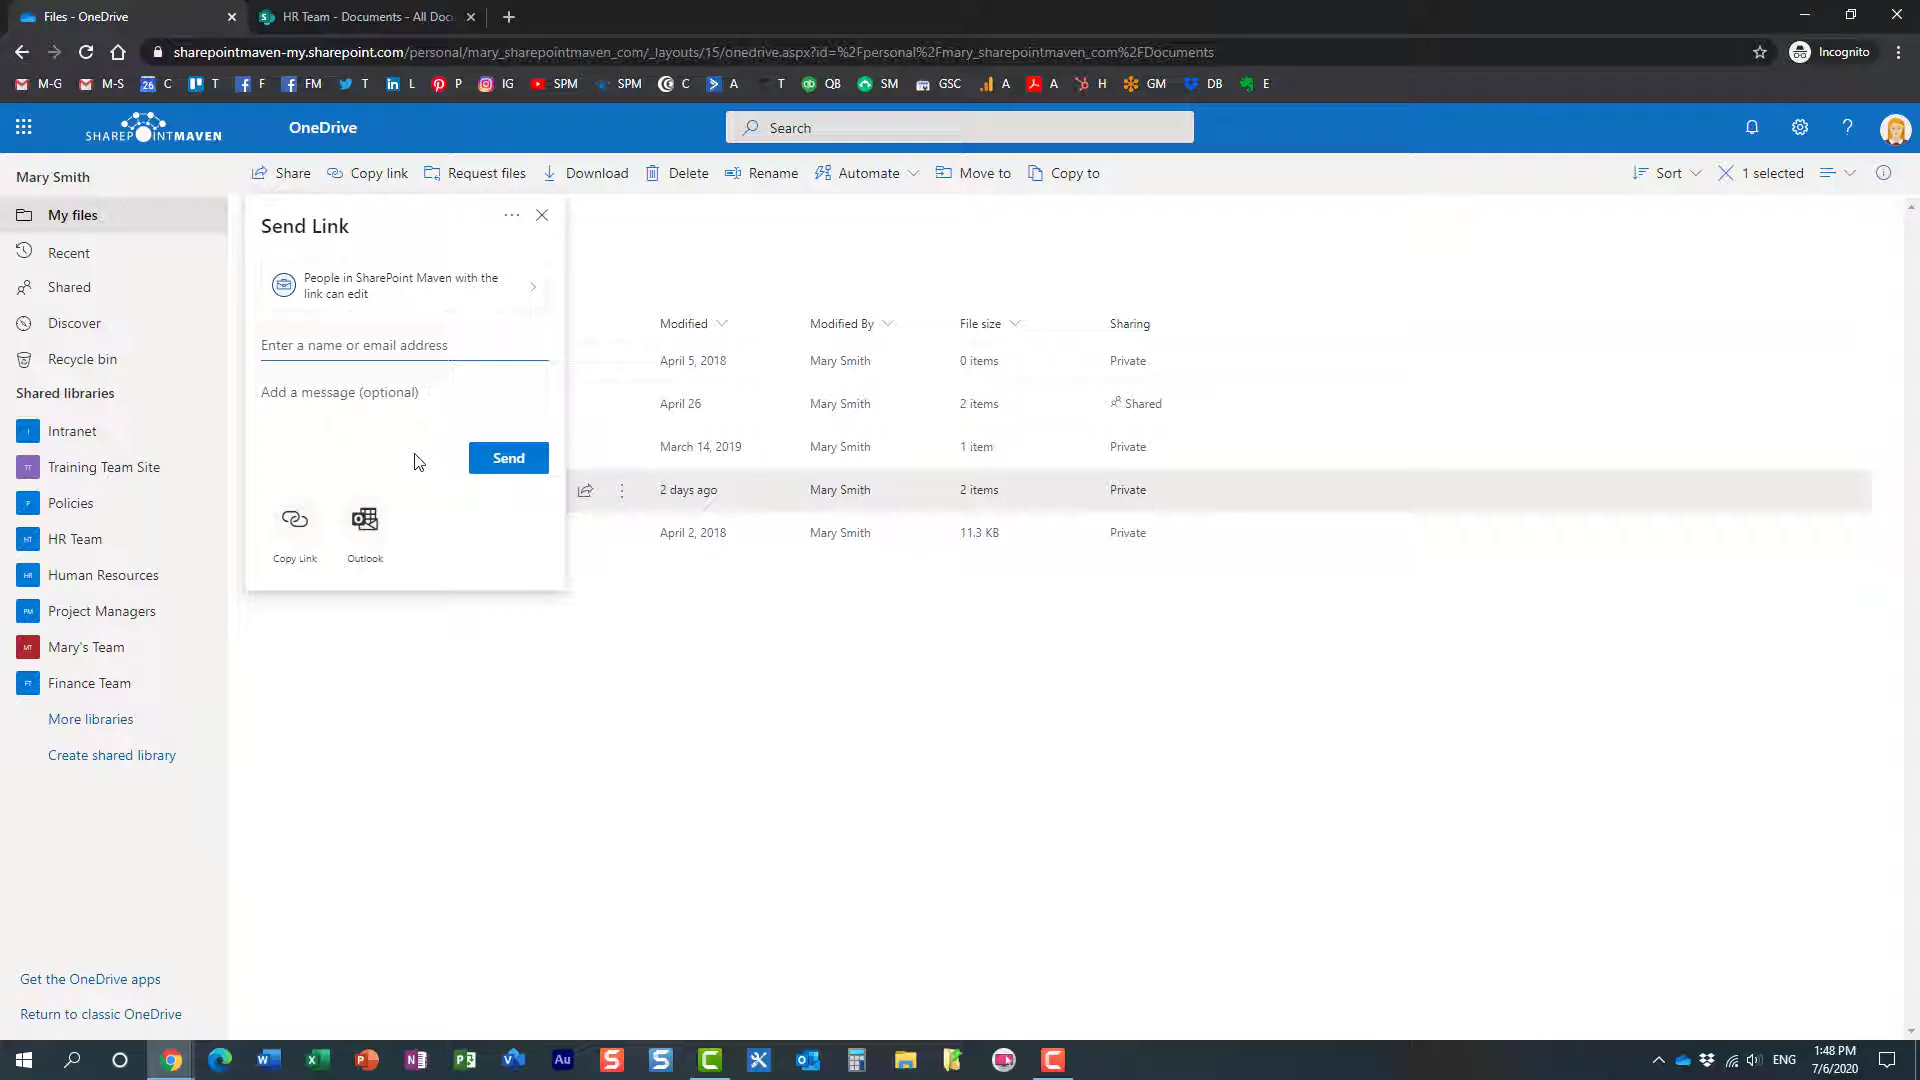 Files - OneDrive
HR Team - Documents - All Doc
sharepointmaven-my.sharepoint.com/personal/mary_sharepointmaven_com/_layouts/15/onedrive.aspx?id=%2Fpersonal%2Fmary_sharepointmaven_com%2FDocuments
Incognito
M-G M-S 26 C T F FM T L P IG SPM SPM C A T QB SM GSC A A H GM DB E
SHAREPOINTMAVEN
OneDrive
Search
Mary Smith
Share Copy link Request files Download Delete Rename Automate Move to Copy to Sort 1 selected
My files
Recent
Shared
Discover
Recycle bin
Shared libraries
Intranet
TT Training Team Site
P Policies
HT HR Team
HR Human Resources
PM Project Managers
MT Mary's Team
FT Finance Team
More libraries
Create shared library
Get the OneDrive apps
Return to classic OneDrive
Send Link
People in SharePoint Maven with the
link can edit
Enter a name or email address
Add a message (optional)
Send
Copy Link Outlook
Modified Modified By File size Sharing
April 5, 2018 Mary Smith 0 items Private
April 26 Mary Smith 2 items Shared
March 14, 2019 Mary Smith 1 item Private
2 days ago Mary Smith 2 items Private
April 2, 2018 Mary Smith 11.3 KB Private
ENG
1:48 PM
7/6/2020